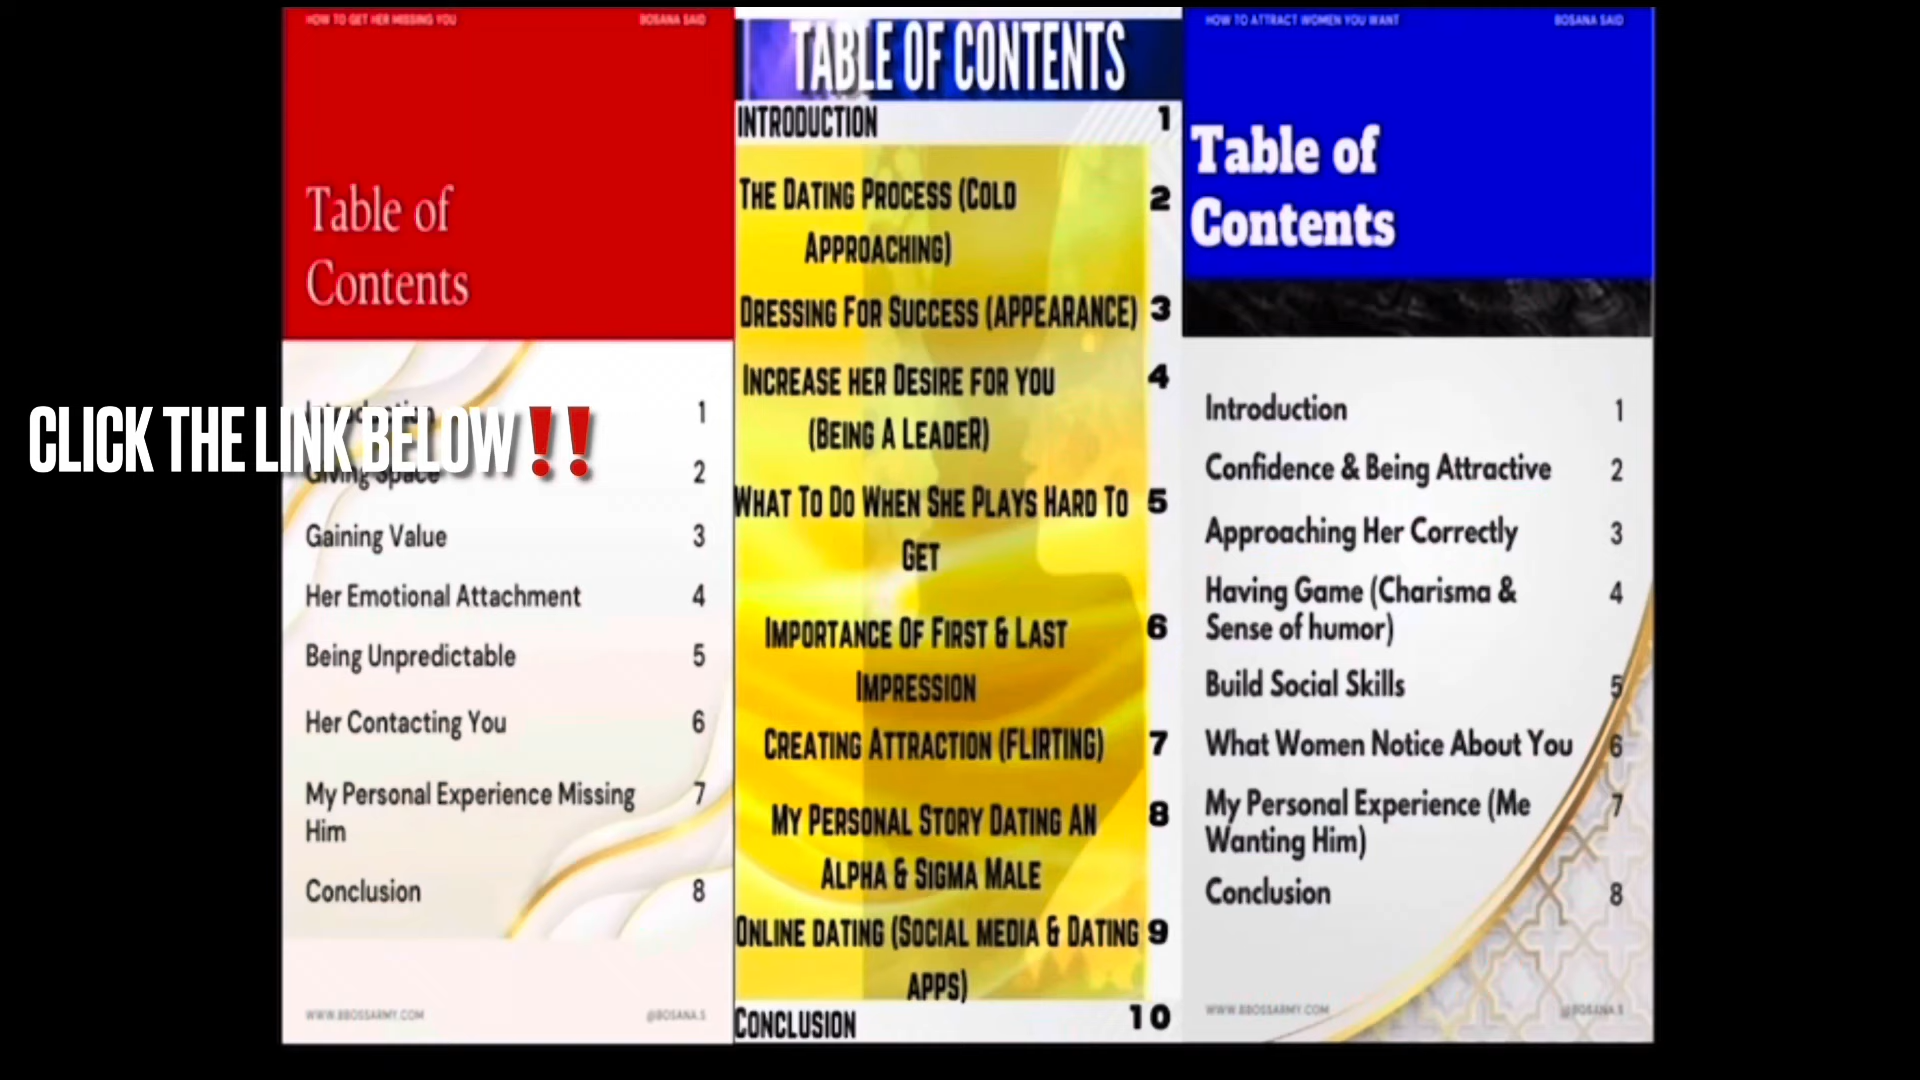 HOW TO GET HER MISSING YOU
BOSANA SAID
Table of
Contents
Introduction 1
Giving Space 2
Gaining Value 3
Her Emotional Attachment 4
Being Unpredictable 5
Her Contacting You 6
My Personal Experience Missing 7
Him
Conclusion 8
WWW.BBOSSARMY.COM
@BOSANA.S
CLICK THE LINK BELOW‼️
TABLE OF CONTENTS
INTRODUCTION 1
THE DATING PROCESS (COLD 2
APPROACHING)
DRESSING FOR SUCCESS (APPEARANCE) 3
INCREASE HER DESIRE FOR YOU 4
(BEING A LEADER)
WHAT TO DO WHEN SHE PLAYS HARD TO 5
GET
IMPORTANCE OF FIRST & LAST 6
IMPRESSION
CREATING ATTRACTION (FLIRTING) 7
MY PERSONAL STORY DATING AN 8
ALPHA & SIGMA MALE
ONLINE DATING (SOCIAL MEDIA & DATING 9
APPS)
CONCLUSION 10
HOW TO ATTRACT WOMEN YOU WANT
BOSANA SAID
Table of
Contents
Introduction 1
Confidence & Being Attractive 2
Approaching Her Correctly 3
Having Game (Charisma & 4
Sense of humor)
Build Social Skills 5
What Women Notice About You 6
My Personal Experience (Me 7
Wanting Him)
Conclusion 8
WWW.BBOSSARMY.COM
@BOSANA.S